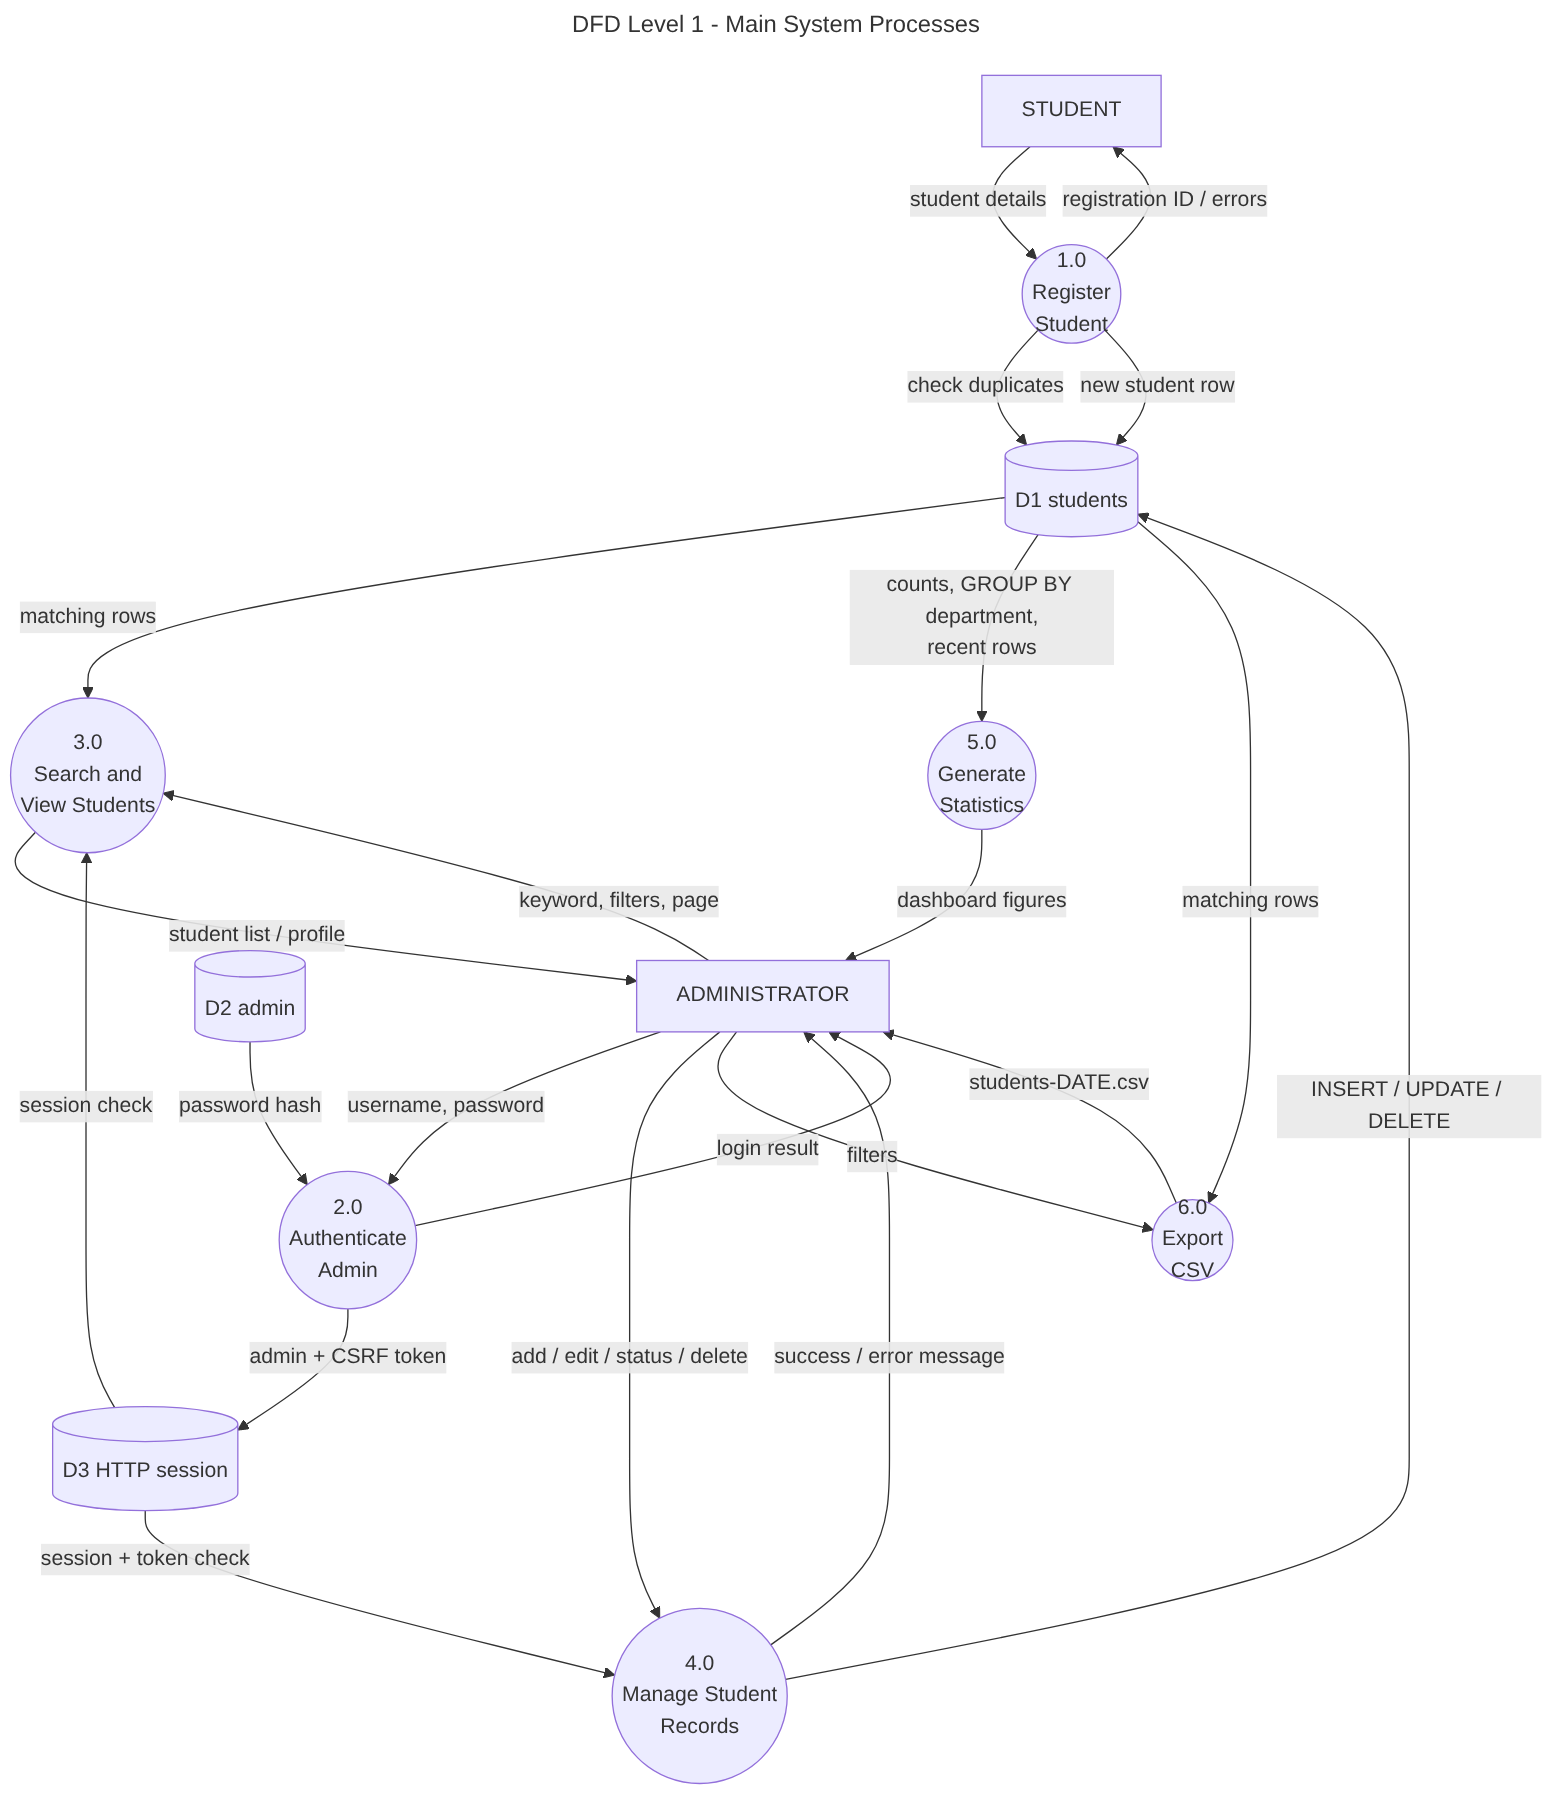 DFD Level 1 - Main System Processes
STUDENT
student details
registration ID / errors
1.0
Register
Student
check duplicates
new student row
D1 students
counts, GROUP BY
department,
recent rows
matching rows
3.0
Search and
View Students
5.0
Generate
Statistics
keyword, filters, page
dashboard figures
matching rows
student list / profile
D2 admin
ADMINISTRATOR
students-DATE.csv
session check
password hash
username, password
INSERT / UPDATE /
DELETE
login result
filters
2.0
Authenticate
Admin
6.0
Export
CSV
admin + CSRF token
add / edit / status / delete
success / error message
D3 HTTP session
session + token check
4.0
Manage Student
Records